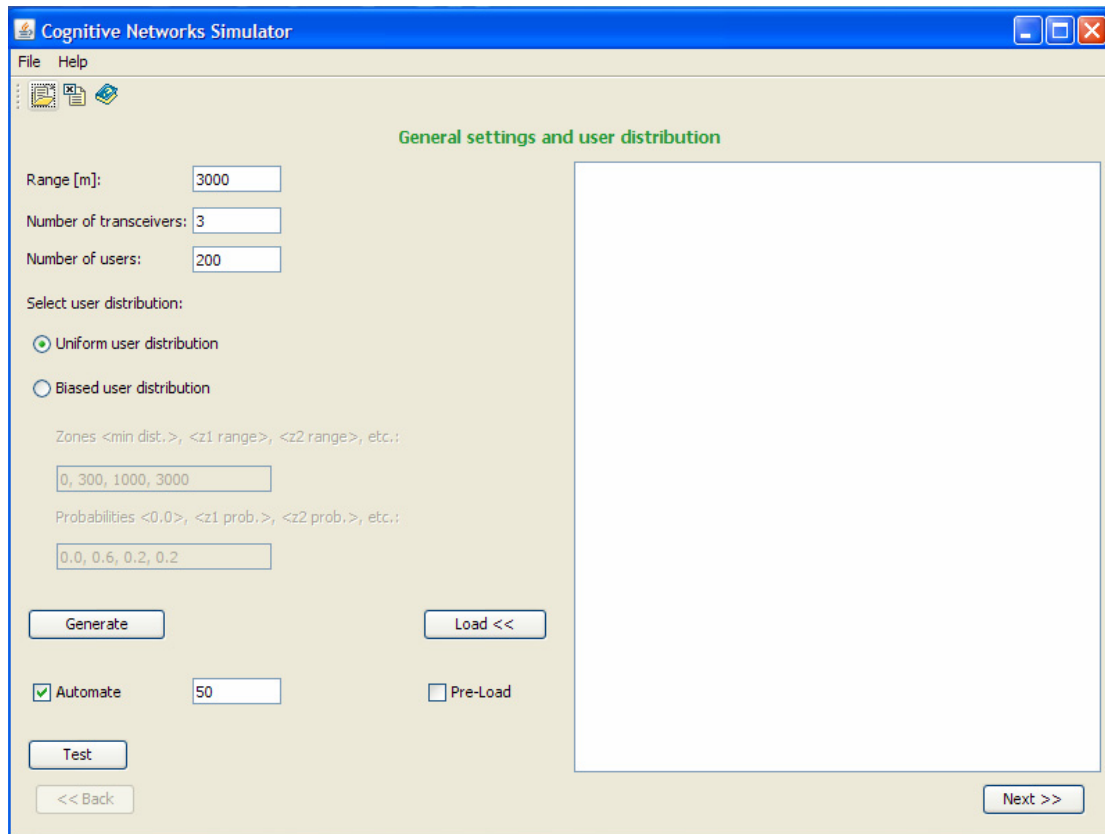 Cognitive Networks Simulator
File Help
General settings and user distribution
Range [m]: 3000
Number of transceivers: 3
Number of users: 200
Select user distribution:
Uniform user distribution
Biased user distribution
Zones <min dist.>, <z1 range>, <z2 range>, etc.:
0, 300, 1000, 3000
Probabilities <0.0>, <z1 prob.>, <z2 prob.>, etc.:
0.0, 0.6, 0.2, 0.2
Generate Load <<
Automate 50 Pre-Load
Test
<< Back Next >>